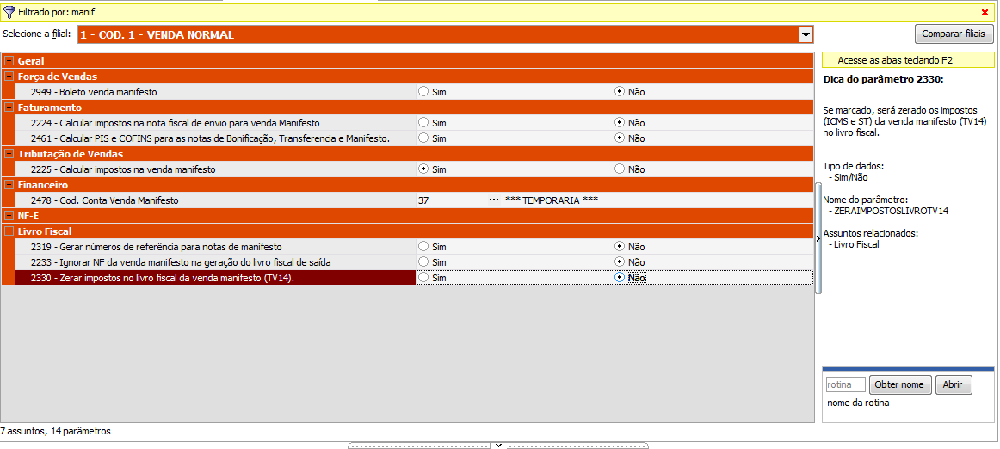 Filtrado por: manif
Selecione a filial: 1 - COD. 1 - VENDA NORMAL Comparar filiais
Geral
Força de Vendas
2949 - Boleto venda manifesto Sim Não
Faturamento
2224 - Calcular impostos na nota fiscal de envio para venda Manifesto Sim Não
2461 - Calcular PIS e COFINS para as notas de Bonificação, Transferencia e Manifesto. Sim Não
Tributação de Vendas
2225 - Calcular impostos na venda manifesto Sim Não
Financeiro
2478 - Cod. Conta Venda Manifesto 37 ... *** TEMPORARIA ***
NF-E
Livro Fiscal
2319 - Gerar números de referência para notas de manifesto Sim Não
2233 - Ignorar NF da venda manifesto na geração do livro fiscal de saída Sim Não
2330 - Zerar impostos no livro fiscal da venda manifesto (TV14). Sim Não
Acesse as abas teclando F2
Dica do parâmetro 2330:
Se marcado, será zerado os impostos
(ICMS e ST) da venda manifesto (TV14)
no livro fiscal.
Tipo de dados:
- Sim/Não
Nome do parâmetro:
- ZERAIMPOSTOSLIVROTV14
Assuntos relacionados:
- Livro Fiscal
rotina Obter nome Abrir
nome da rotina
7 assuntos, 14 parâmetros